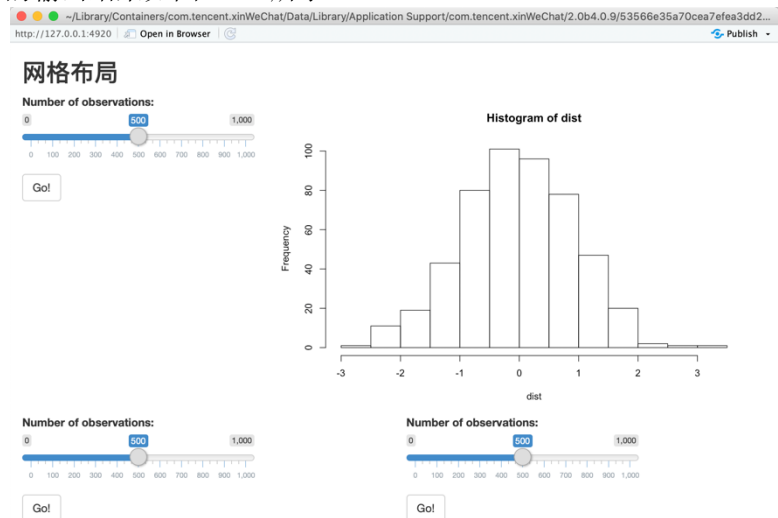 ~/Library/Containers/com.tencent.xinWeChat/Data/Library/Application Support/com.tencent.xinWeChat/2.0b4.0.9/53566e35a70cea7efea3dd2...
http://127.0.0.1:4920 Open in Browser Publish
网格布局
Number of observations:
0 500 1,000
0 100 200 300 400 500 600 700 800 900 1,000
Go!
Histogram of dist
Frequency
100
80
60
40
20
0
-3 -2 -1 0 1 2 3
dist
Number of observations:
0 500 1,000
0 100 200 300 400 500 600 700 800 900 1,000
Go!
Number of observations:
0 500 1,000
0 100 200 300 400 500 600 700 800 900 1,000
Go!